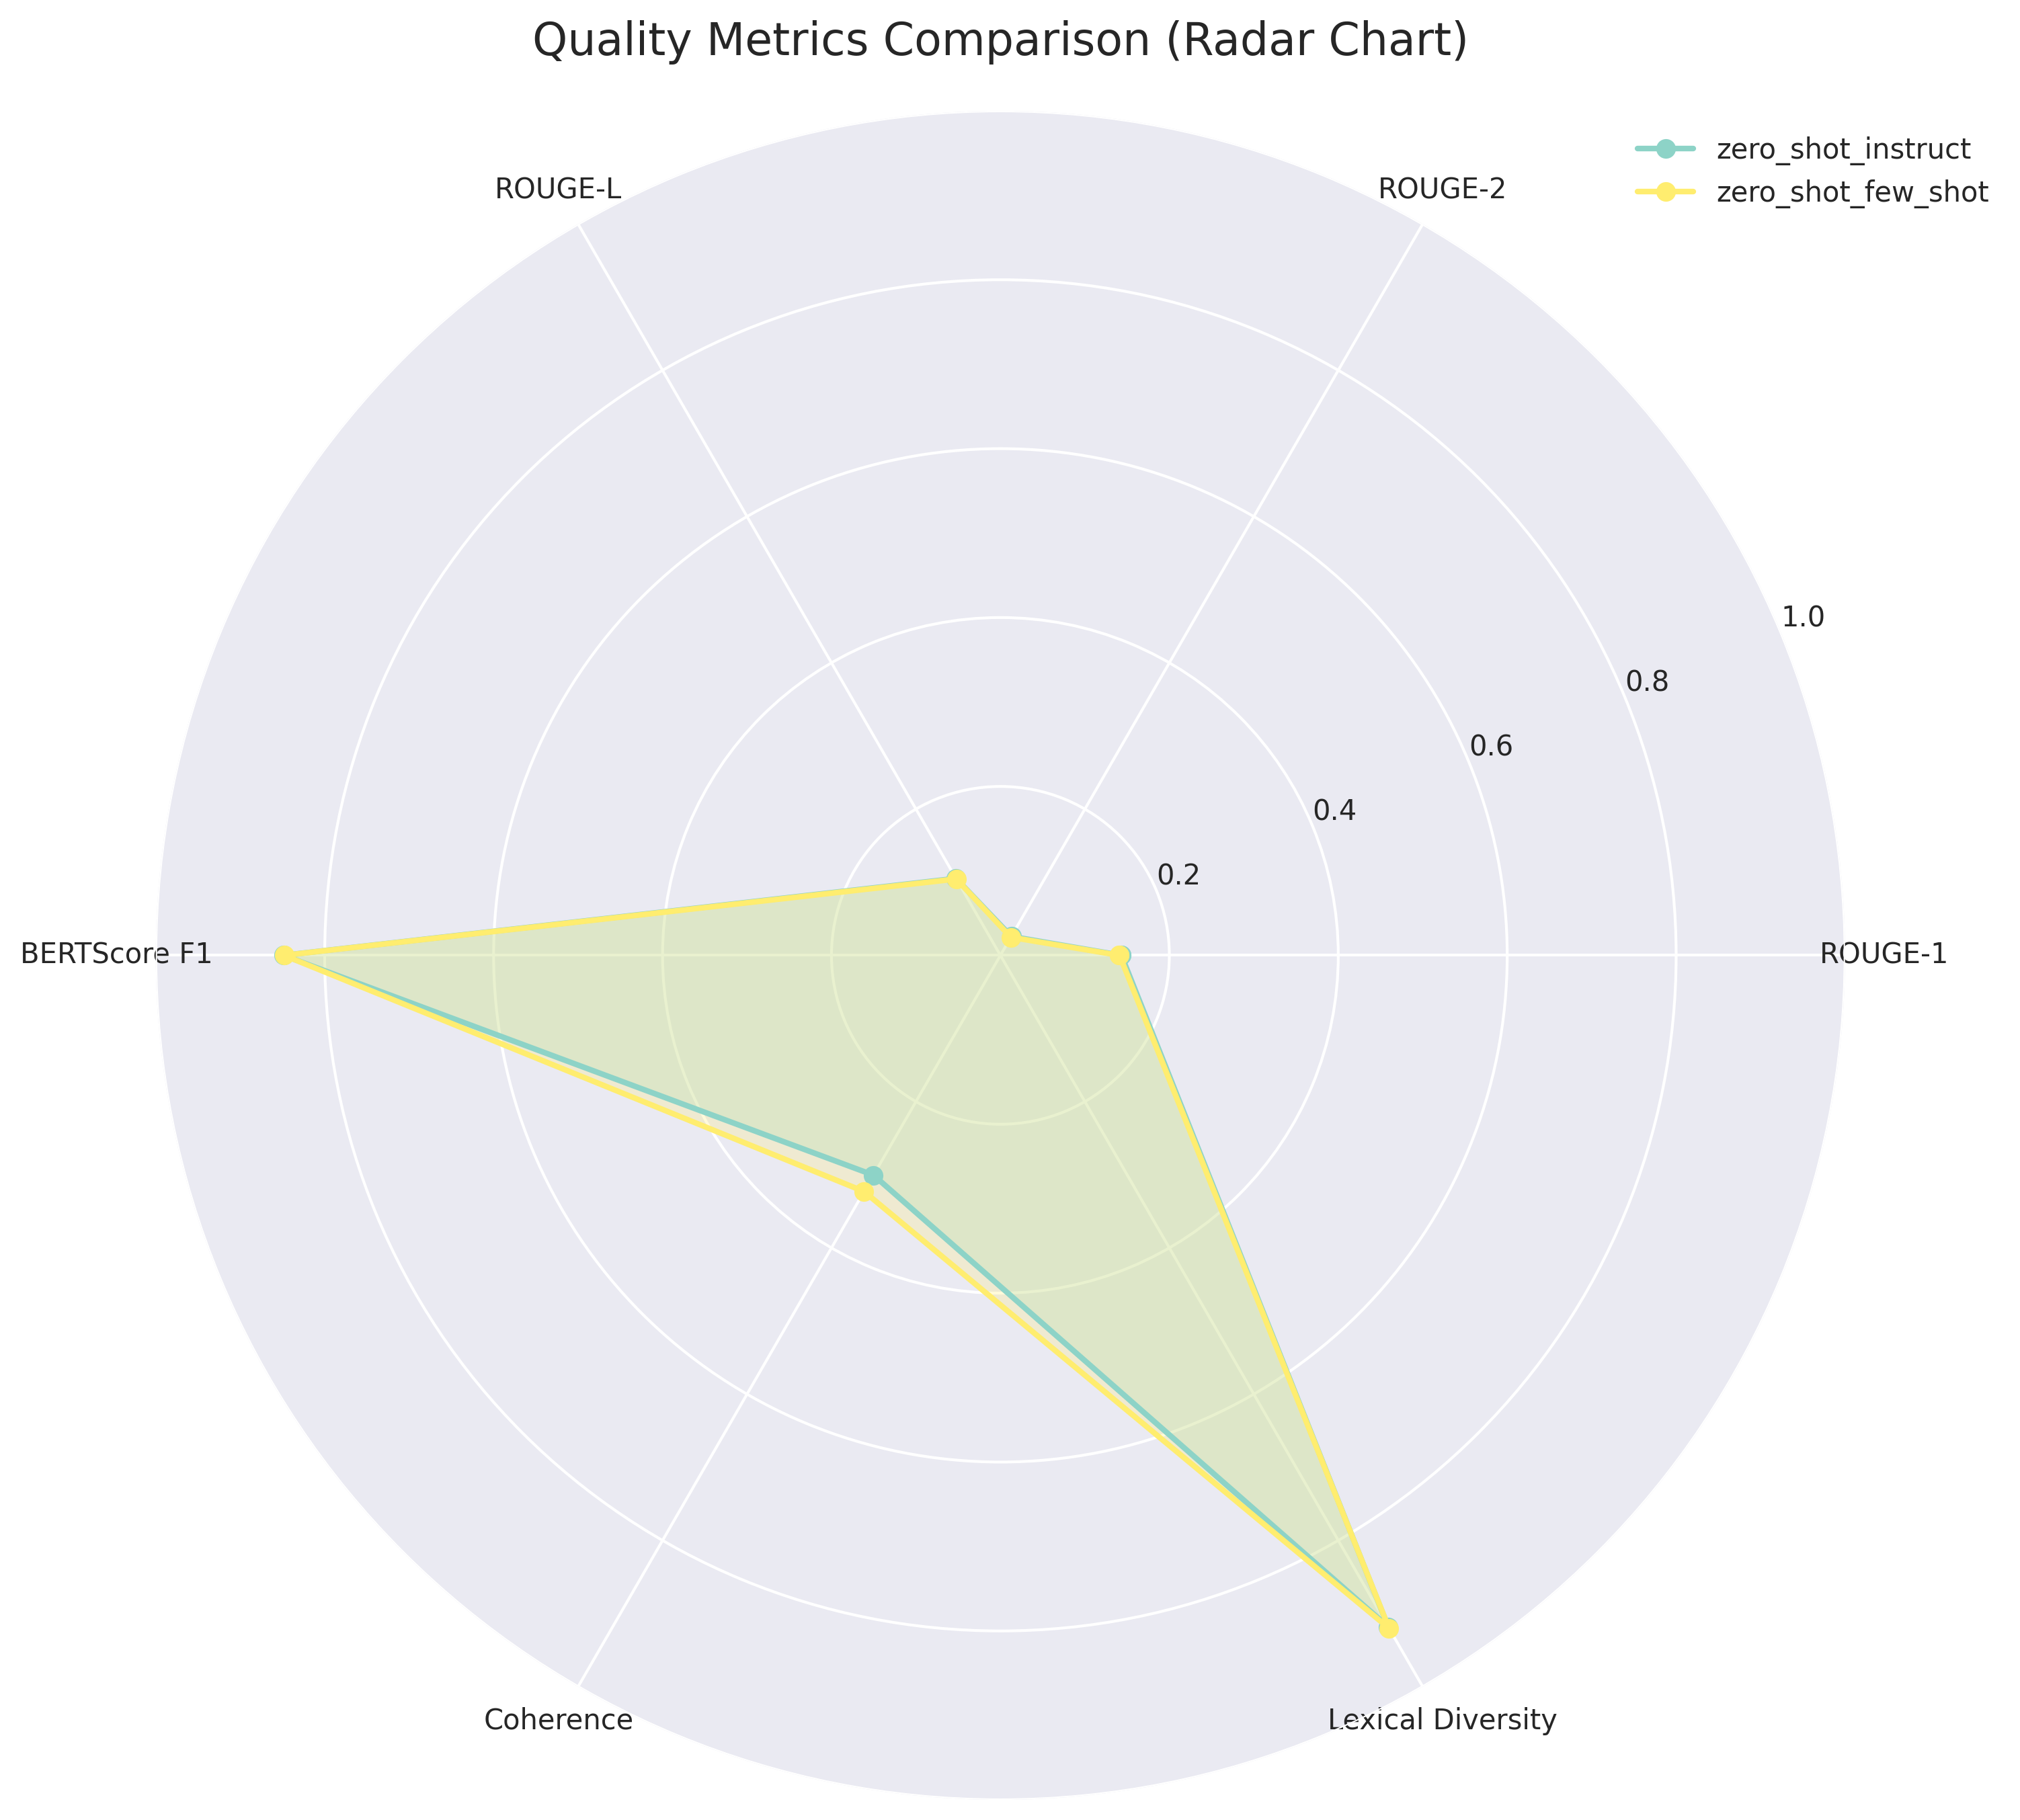 Quality Metrics Comparison (Radar Chart)
zero_shot_instruct
zero_shot_few_shot
ROUGE-L
ROUGE-2
1.0
0.8
0.6
0.4
0.2
BERTScore F1
ROUGE-1
Coherence
Lexical Diversity